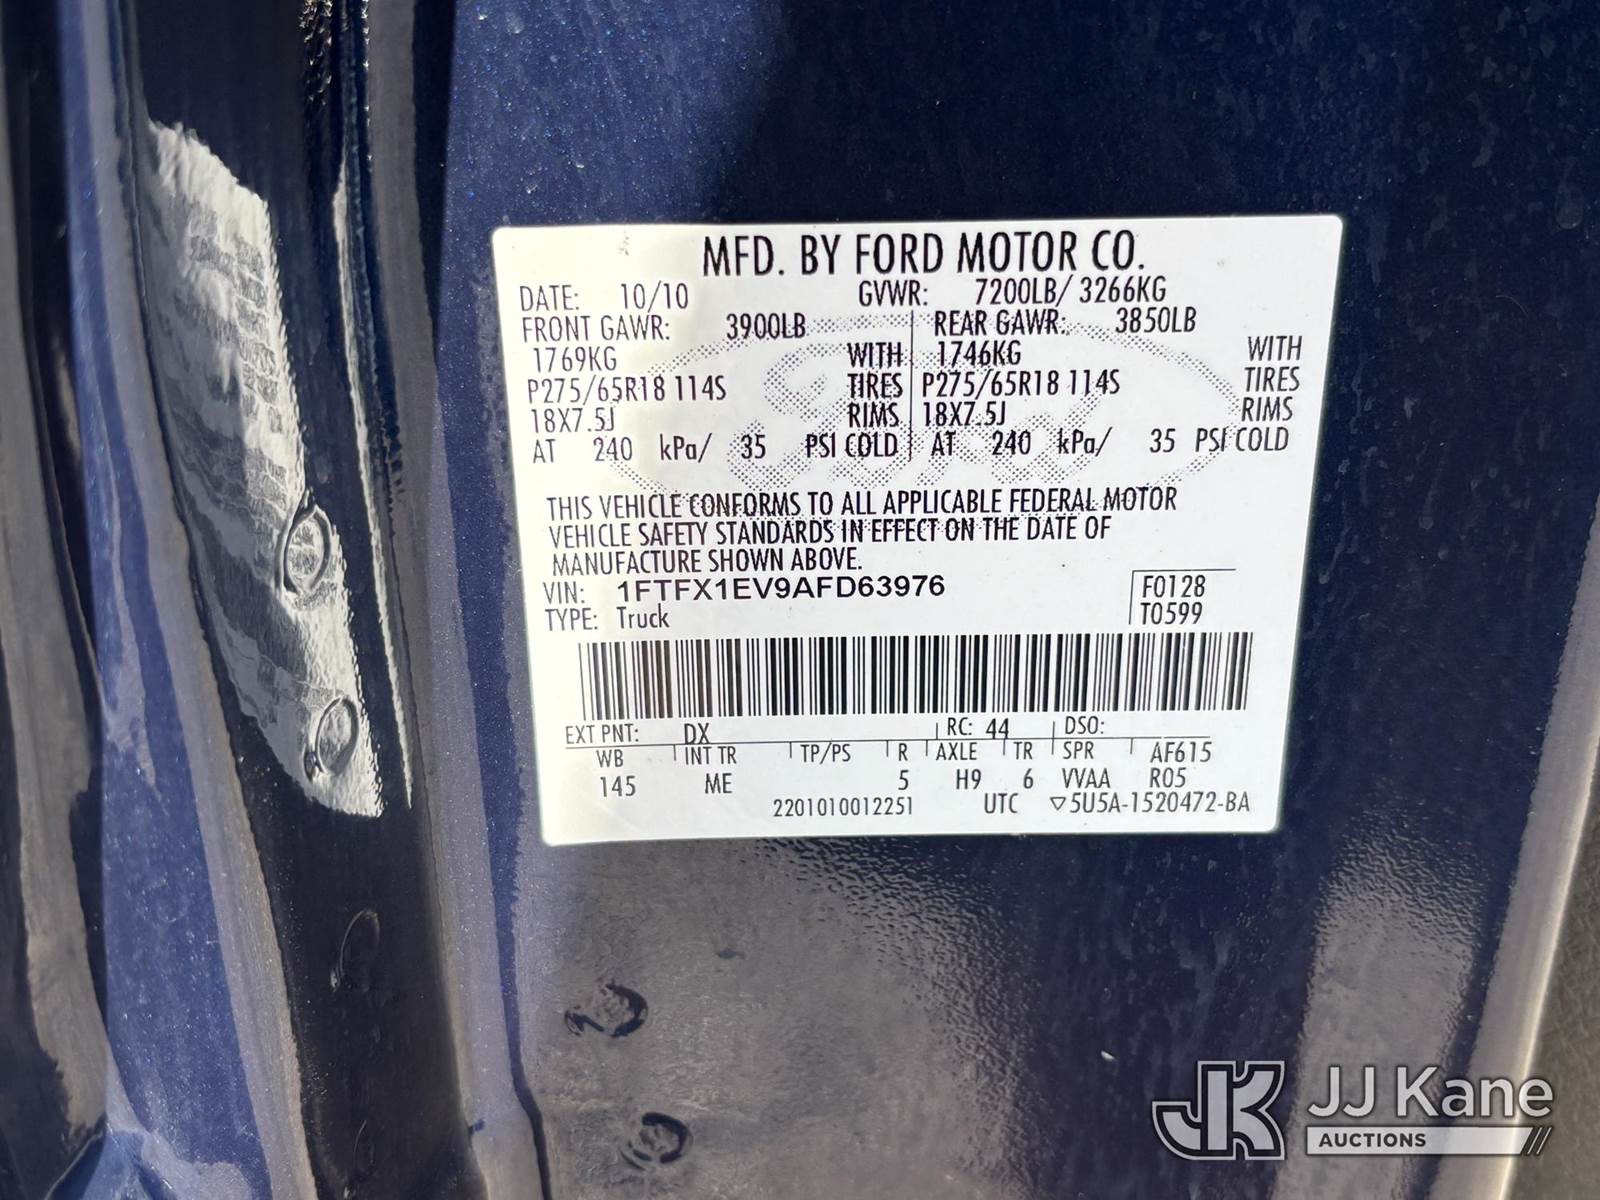 MFD. BY FORD MOTOR CO.
DATE: 10/10 GVWR: 7200LB/ 3266KG
FRONT GAWR: 3900LB REAR GAWR: 3850LB
1769KG WITH 1746KG WITH
P275/65R18 114S TIRES P275/65R18 114S TIRES
18X7.5J RIMS 18X7.5J RIMS
AT 240 kPa/ 35 PSI COLD AT 240 kPa/ 35 PSI COLD
THIS VEHICLE CONFORMS TO ALL APPLICABLE FEDERAL MOTOR
VEHICLE SAFETY STANDARDS IN EFFECT ON THE DATE OF
MANUFACTURE SHOWN ABOVE.
VIN: 1FTFX1EV9AFD63976 F0128
TYPE: Truck T0599
EXT PNT: DX RC: 44 DSO:
WB INT TR TP/PS R AXLE TR SPR AF615
145 ME 5 H9 6 VVAA R05
2201010012251 UTC ▽5U5A-1520472-BA
JK JJ Kane
AUCTIONS